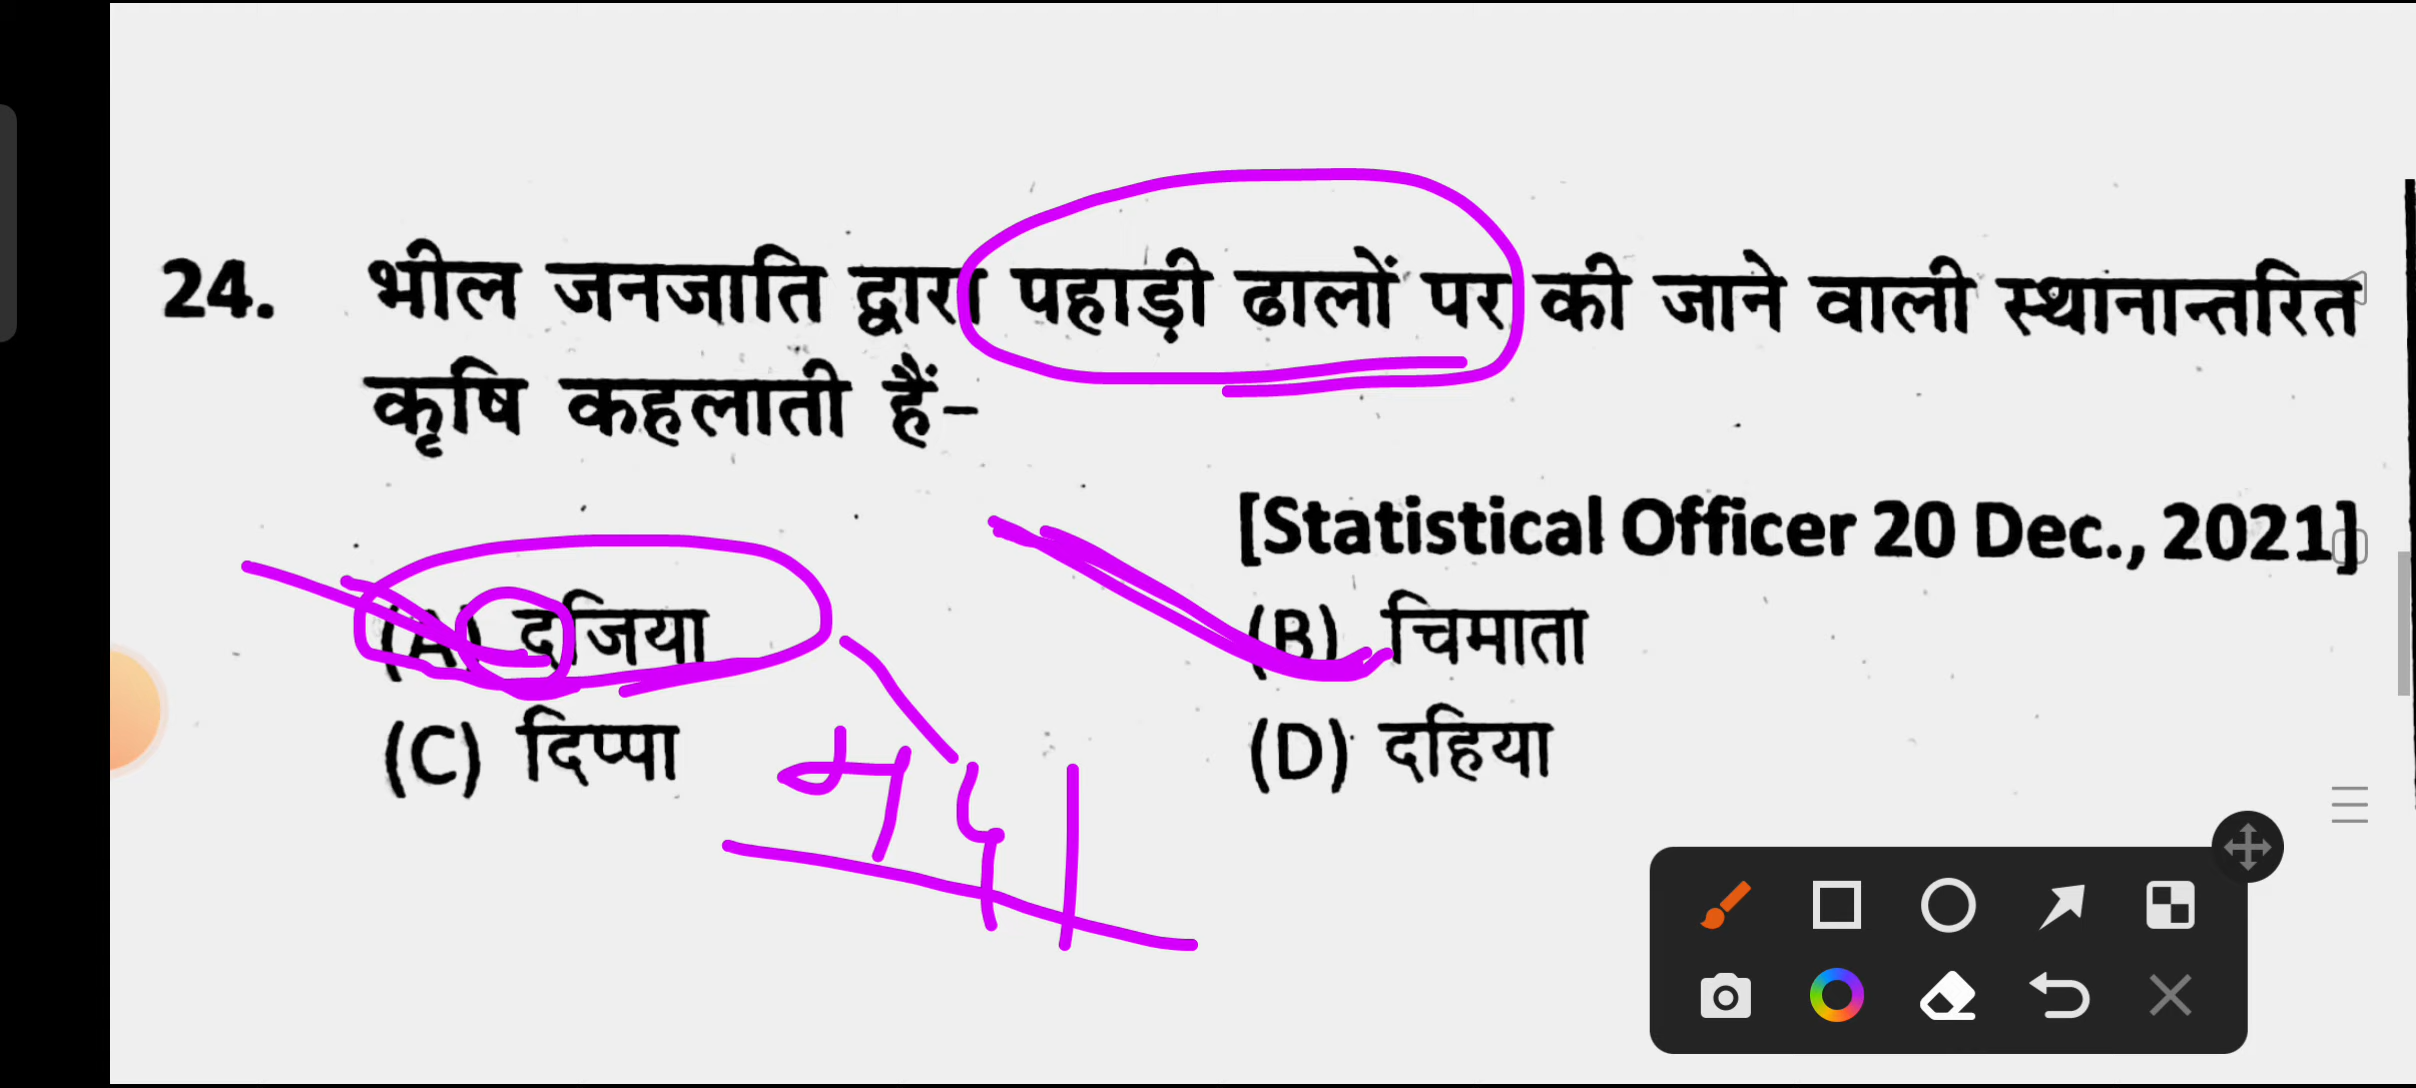 24. भील जनजाति द्वारा पहाड़ी ढालों पर की जाने वाली स्थानान्तरित
कृषि कहलाती हैं-
[Statistical Officer 20 Dec., 2021]
(A) दजिया (B) चिमाता
(C) दिप्पा (D) दहिया